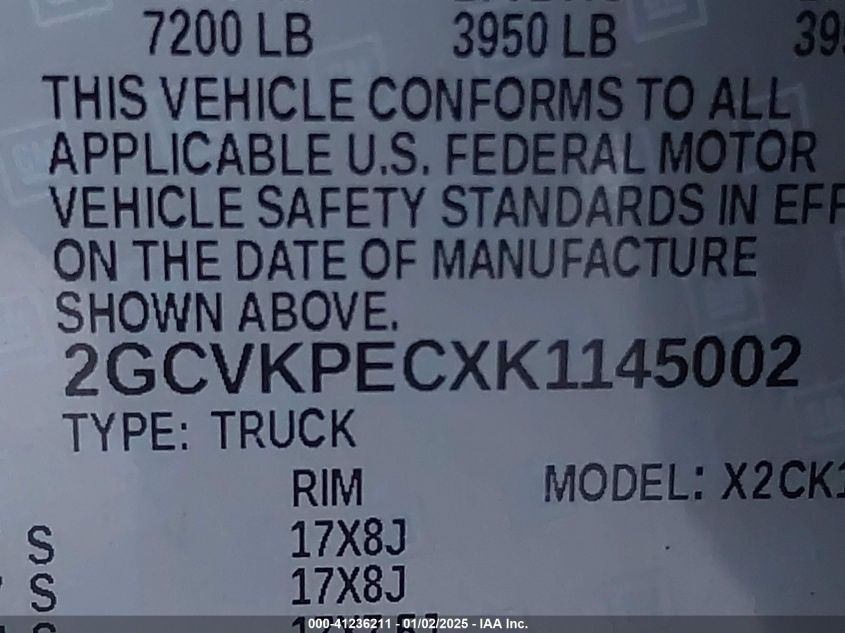 7200 LB 3950 LB 39
THIS VEHICLE CONFORMS TO ALL
APPLICABLE U.S. FEDERAL MOTOR
VEHICLE SAFETY STANDARDS IN EFF
ON THE DATE OF MANUFACTURE
SHOWN ABOVE.
2GCVKPECXK1145002
TYPE: TRUCK
RIM MODEL: X2CK1
S 17X8J
S 17X8J
000-41236211 - 01/02/2025 - IAA Inc.